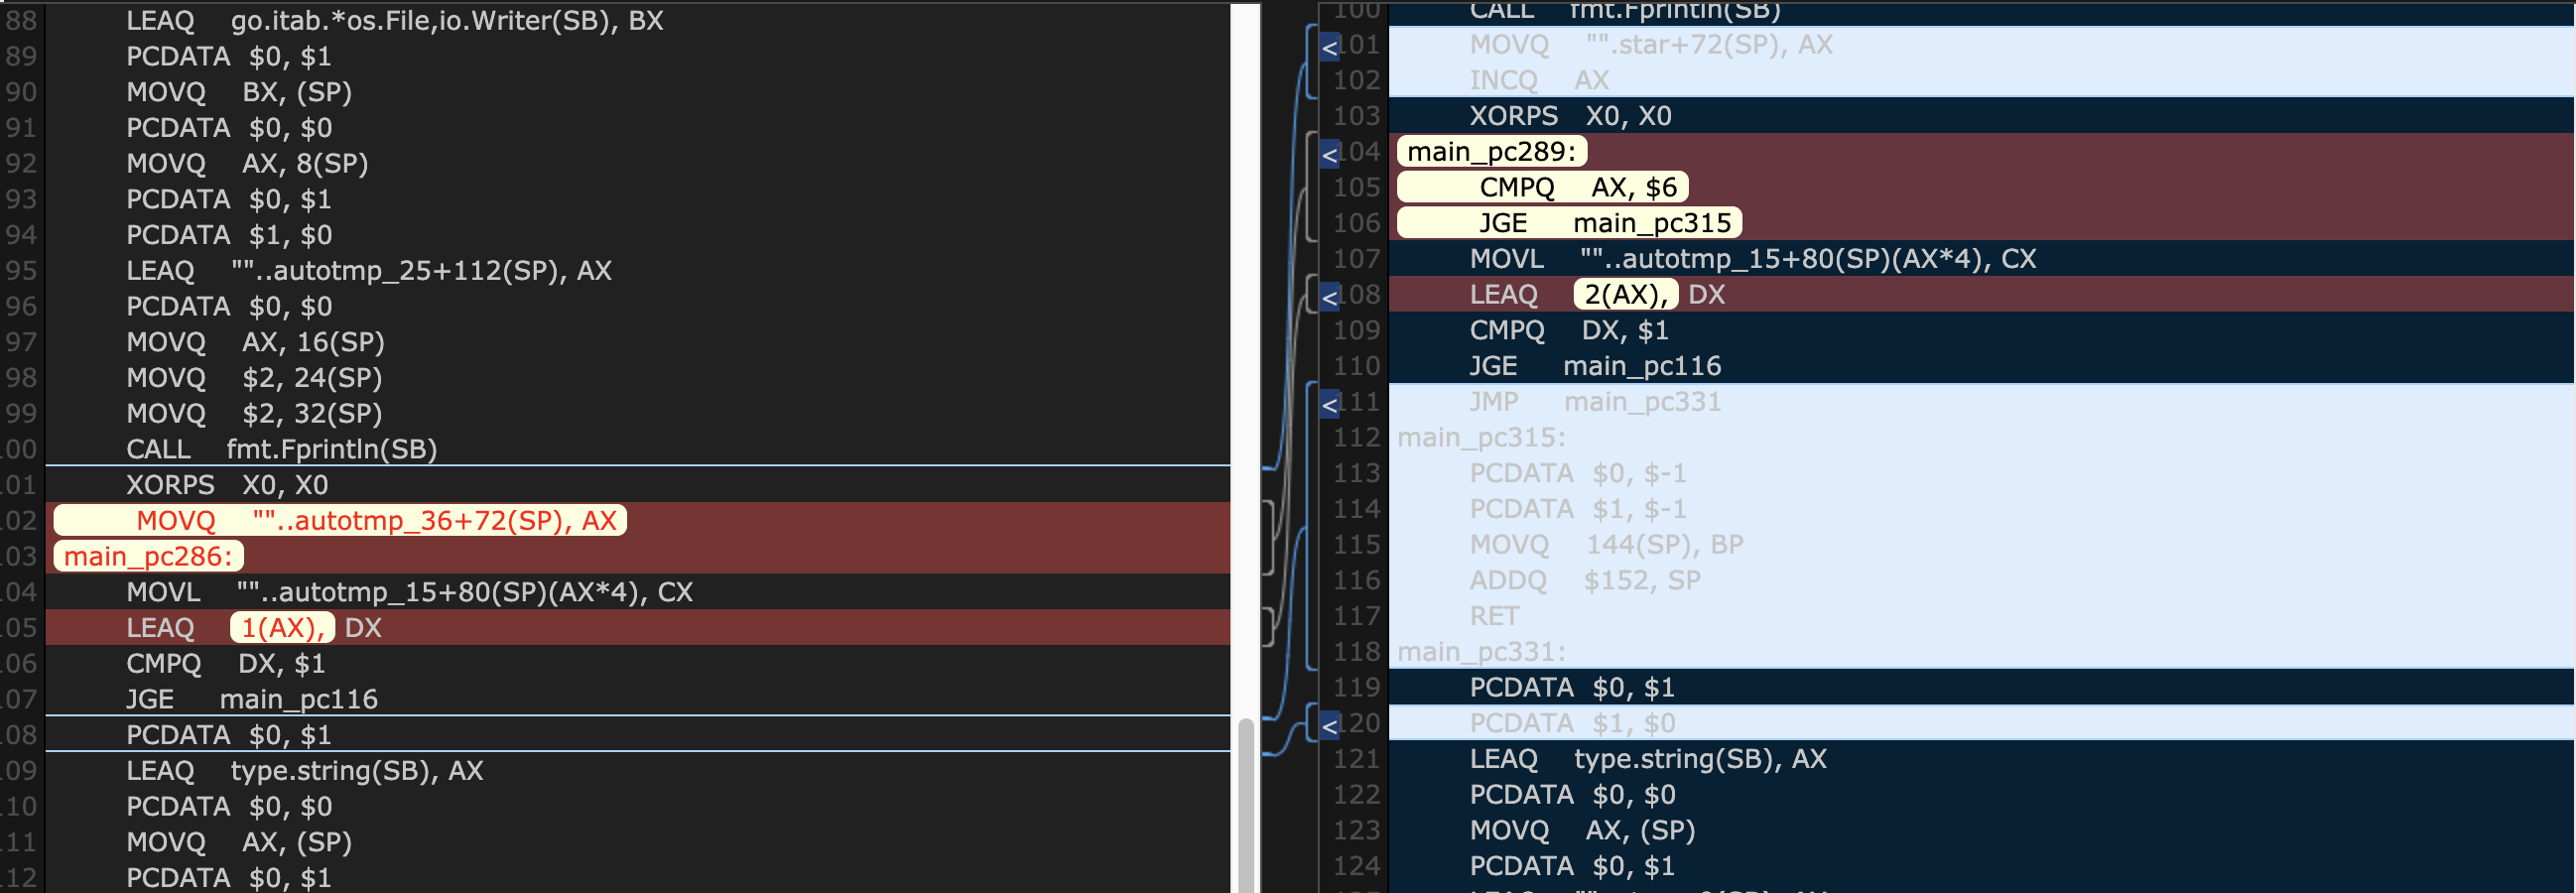 88 LEAQ go.itab.*os.File,io.Writer(SB), BX
89 PCDATA $0, $1
90 MOVQ BX, (SP)
91 PCDATA $0, $0
92 MOVQ AX, 8(SP)
93 PCDATA $0, $1
94 PCDATA $1, $0
95 LEAQ ""..autotmp_25+112(SP), AX
96 PCDATA $0, $0
97 MOVQ AX, 16(SP)
98 MOVQ $2, 24(SP)
99 MOVQ $2, 32(SP)
00 CALL fmt.Fprintln(SB)
01 XORPS X0, X0
02 MOVQ ""..autotmp_36+72(SP), AX
03 main_pc286:
04 MOVL ""..autotmp_15+80(SP)(AX*4), CX
05 LEAQ 1(AX), DX
06 CMPQ DX, $1
07 JGE main_pc116
08 PCDATA $0, $1
09 LEAQ type.string(SB), AX
10 PCDATA $0, $0
11 MOVQ AX, (SP)
12 PCDATA $0, $1
100 CALL fmt.Fprintln(SB)
<101 MOVQ "".star+72(SP), AX
102 INCQ AX
103 XORPS X0, X0
<104 main_pc289:
105 CMPQ AX, $6
106 JGE main_pc315
107 MOVL ""..autotmp_15+80(SP)(AX*4), CX
<108 LEAQ 2(AX), DX
109 CMPQ DX, $1
110 JGE main_pc116
<111 JMP main_pc331
112 main_pc315:
113 PCDATA $0, $-1
114 PCDATA $1, $-1
115 MOVQ 144(SP), BP
116 ADDQ $152, SP
117 RET
118 main_pc331:
119 PCDATA $0, $1
<120 PCDATA $1, $0
121 LEAQ type.string(SB), AX
122 PCDATA $0, $0
123 MOVQ AX, (SP)
124 PCDATA $0, $1